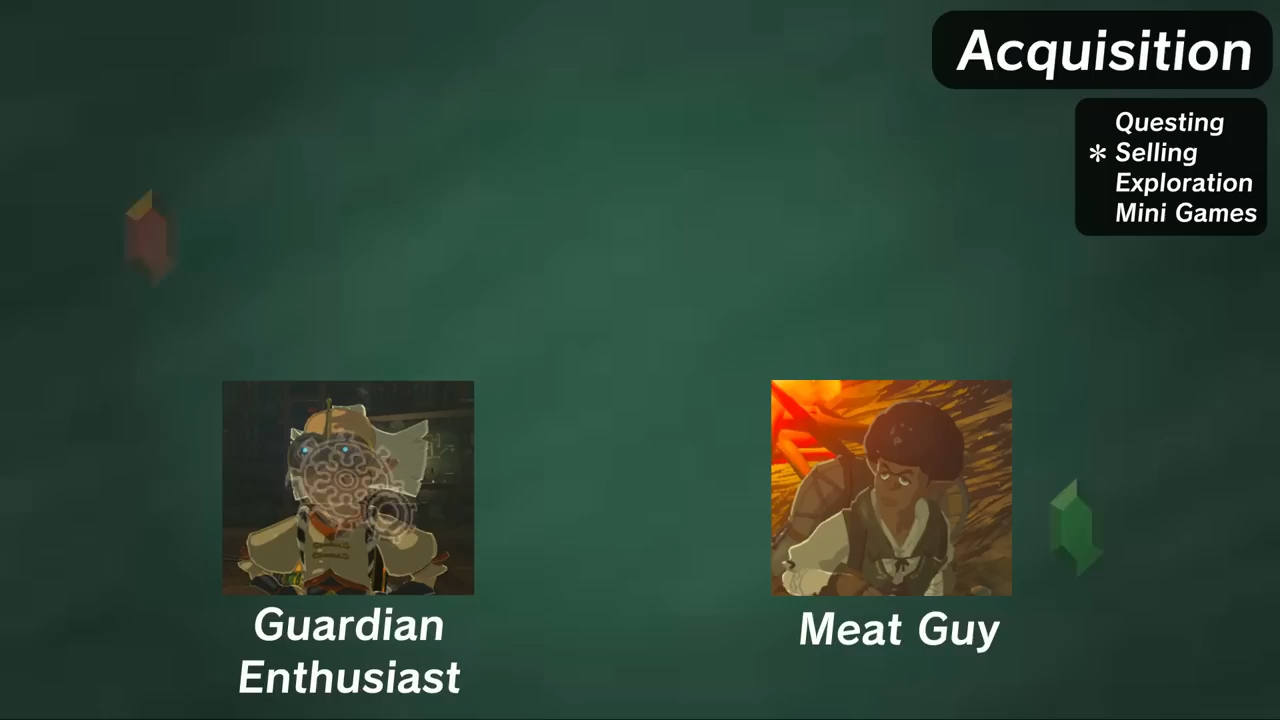 Acquisition
Questing
* Selling
Exploration
Mini Games
Guardian
Enthusiast
Meat Guy